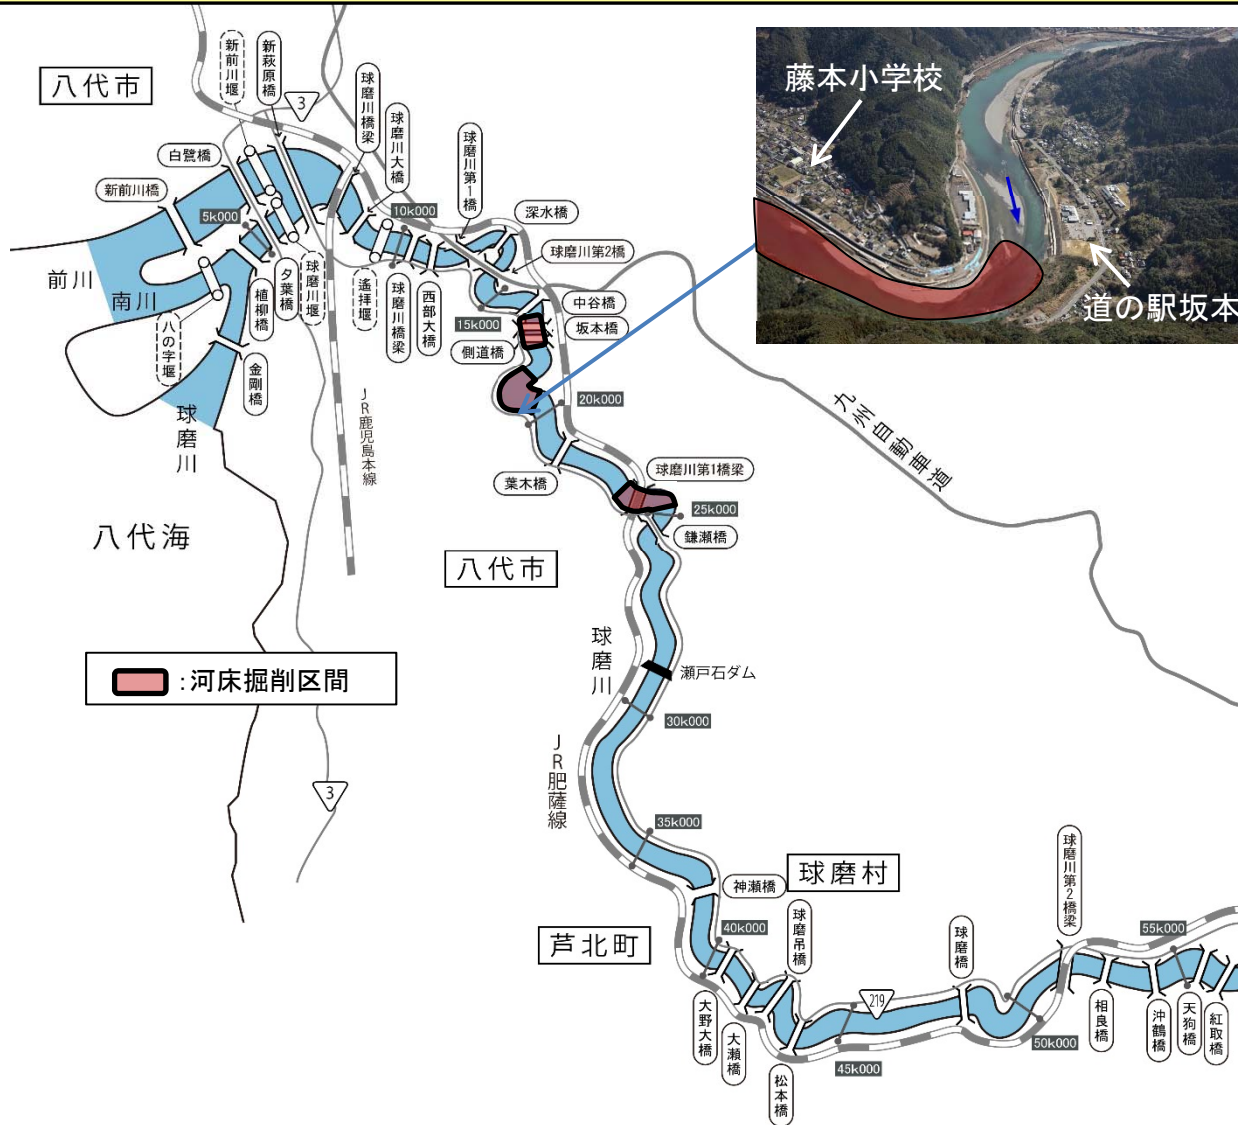 八代市
新前川堰
新萩原橋
3
球磨川橋梁
球磨川大橋
球磨川第1橋
深水橋
白鷺橋
新前川橋
5k000
10k000
球磨川第2橋
前川
南川
八の字堰
植柳橋
夕葉橋
球磨川堰
遙拝堰
球磨川橋梁
西部大橋
15k000
中谷橋
坂本橋
側道橋
金剛橋
球磨川
JR鹿児島本線
20k000
九州自動車道
葉木橋
球磨川第1橋梁
25k000
鎌瀬橋
八代海
八代市
球磨川
瀬戸石ダム
:河床掘削区間
30k000
JR肥薩線
3
35k000
神瀬橋
球磨村
球磨川第2橋梁
芦北町
40k000
球磨吊橋
球磨橋
55k000
219
大野大橋
大瀬橋
松本橋
45k000
50k000
相良橋
沖鶴橋
天狗橋
紅取橋
藤本小学校
道の駅坂本